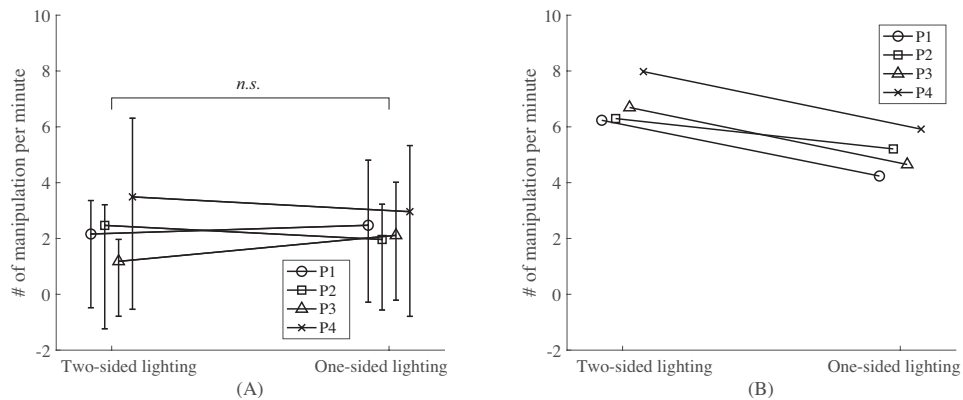 # of manipulation per minute
10
8
6
4
2
0
-2
n.s.
P1
P2
P3
P4
Two-sided lighting
One-sided lighting
(A)
# of manipulation per minute
10
8
6
4
2
0
-2
P1
P2
P3
P4
Two-sided lighting
One-sided lighting
(B)